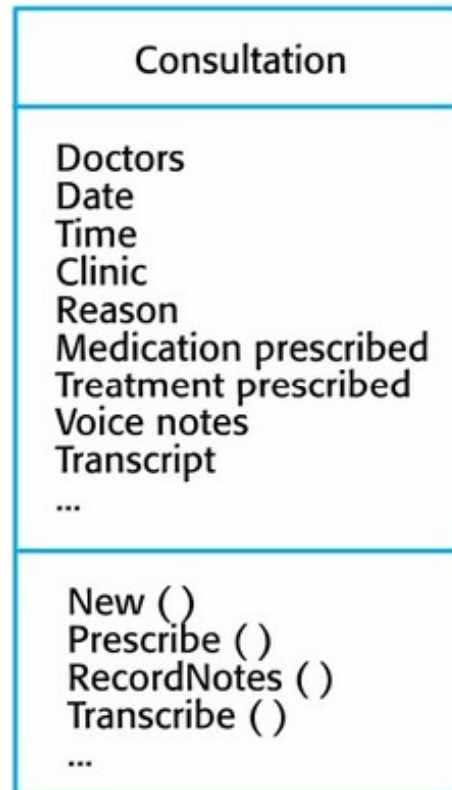 Consultation
Doctors
Date
Time
Clinic
Reason
Medication prescribed
Treatment prescribed
Voice notes
Transcript
...
New ( )
Prescribe ( )
RecordNotes ( )
Transcribe ( )
...